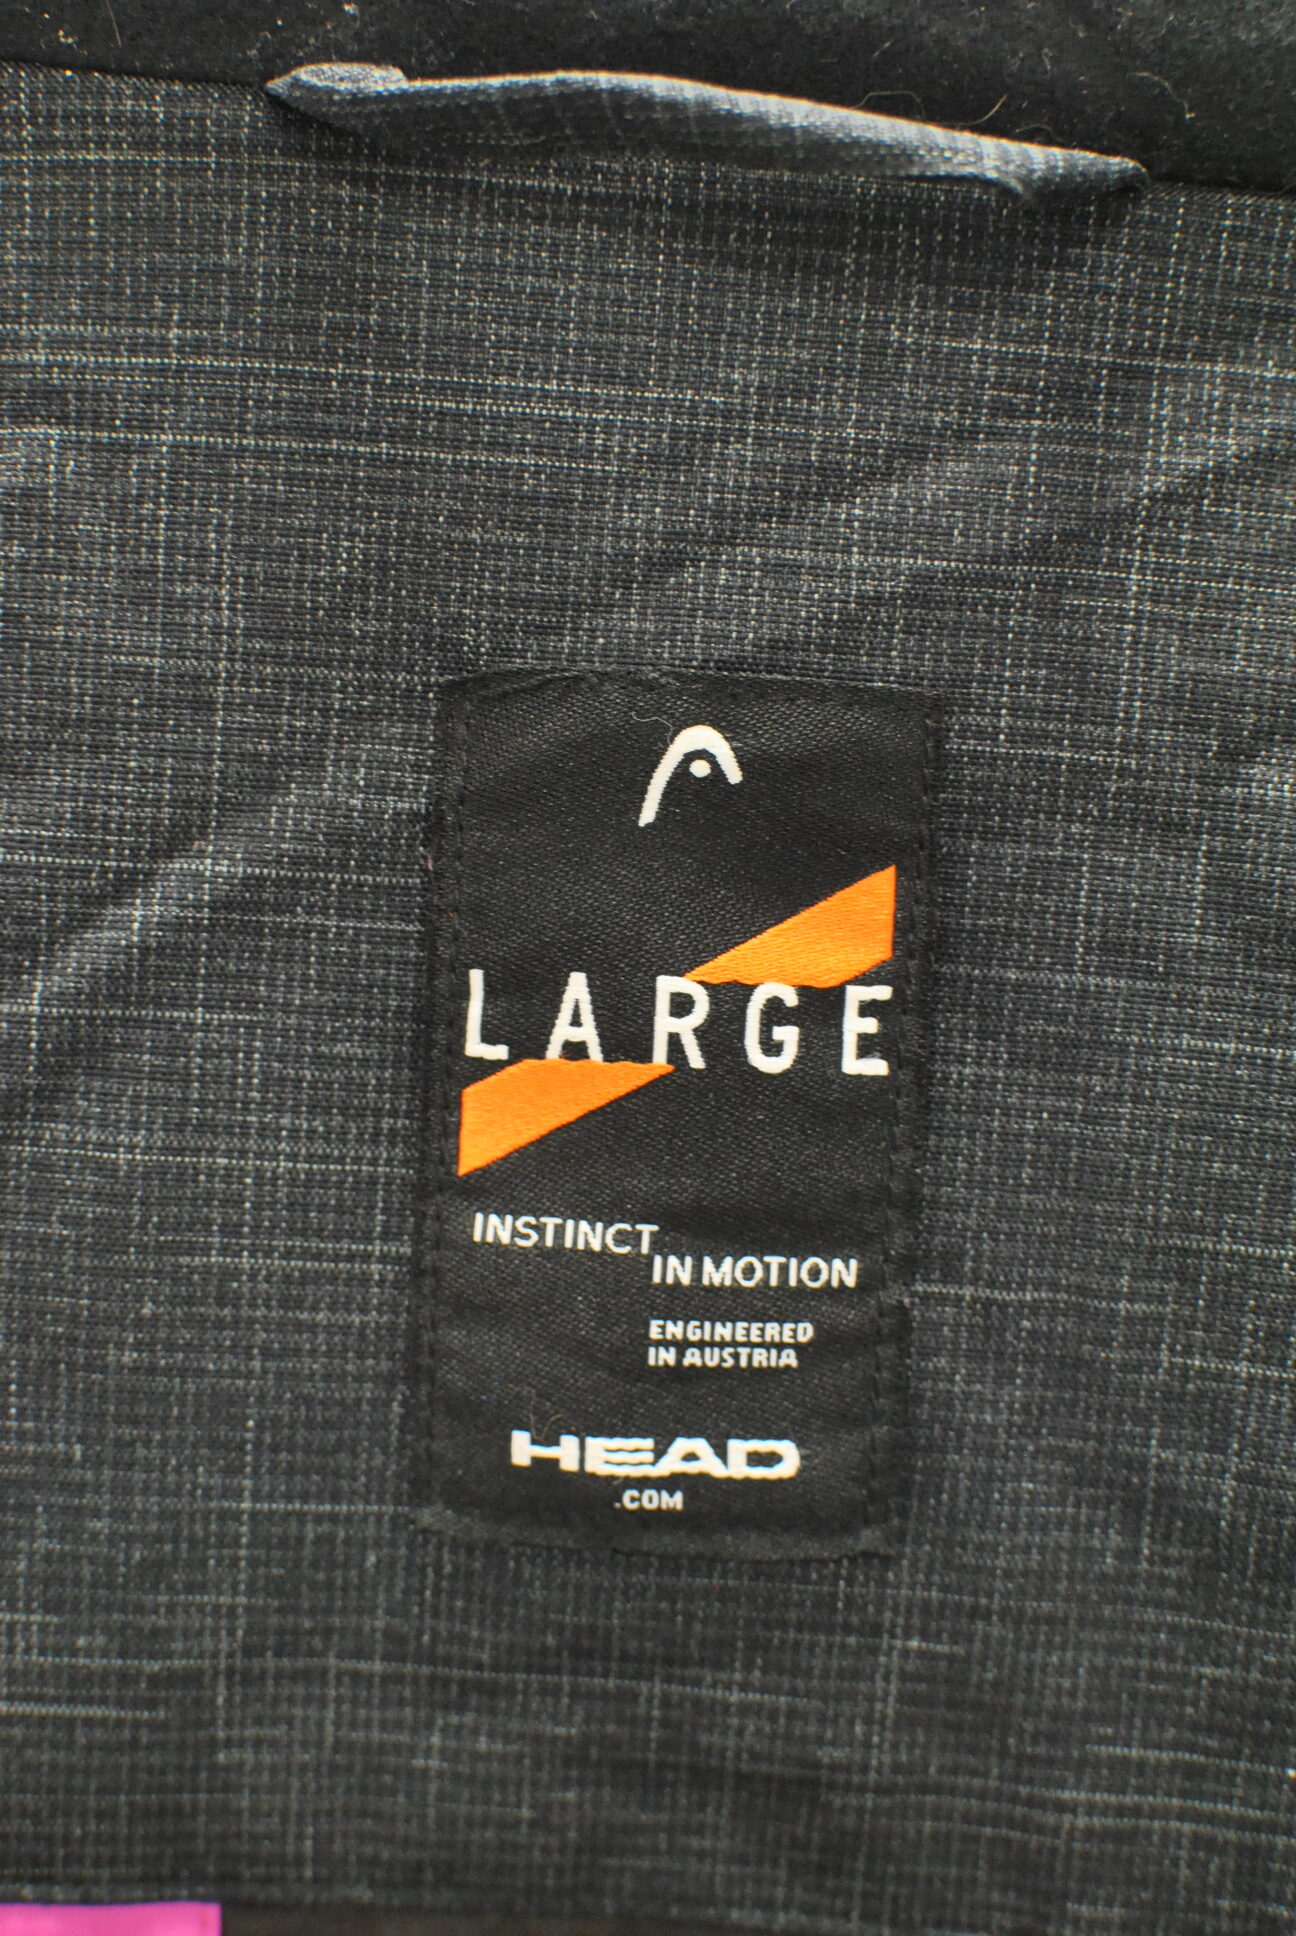 LARGE
INSTINCT
IN MOTION
ENGINEERED
IN AUSTRIA
HEAD
.COM